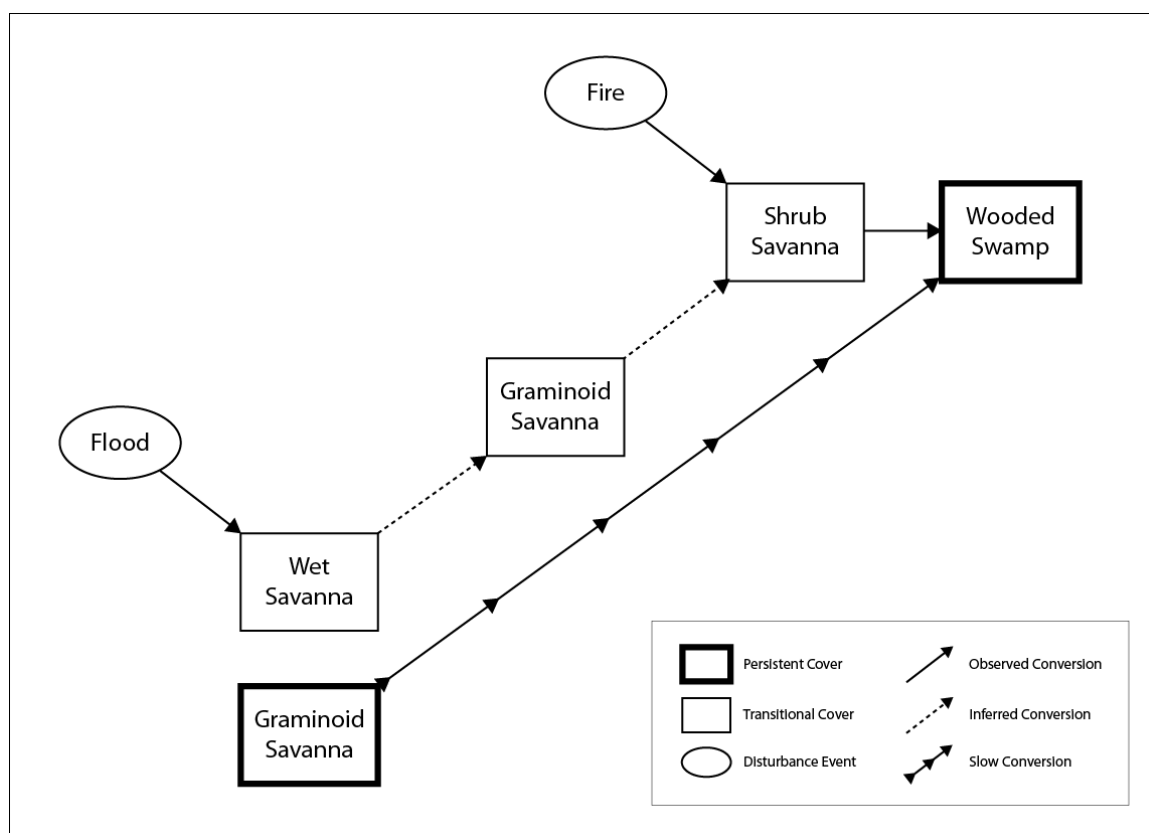 Fire
Shrub
Savanna
Wooded
Swamp
Graminoid
Savanna
Flood
Wet
Savanna
Graminoid
Savanna
Persistent Cover
Observed Conversion
Transitional Cover
Inferred Conversion
Disturbance Event
Slow Conversion